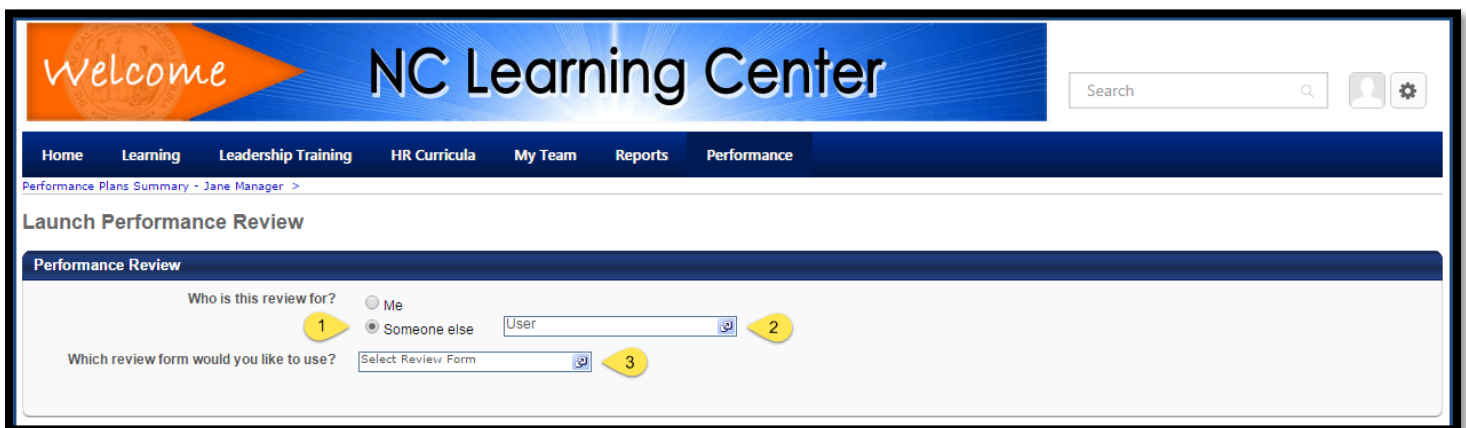 Welcome
NC Learning Center
Search
Home Learning Leadership Training HR Curricula My Team Reports Performance
Performance Plans Summary - Jane Manager >
Launch Performance Review
Performance Review
Who is this review for?
Me
1
Someone else
User
2
Which review form would you like to use?
Select Review Form
3